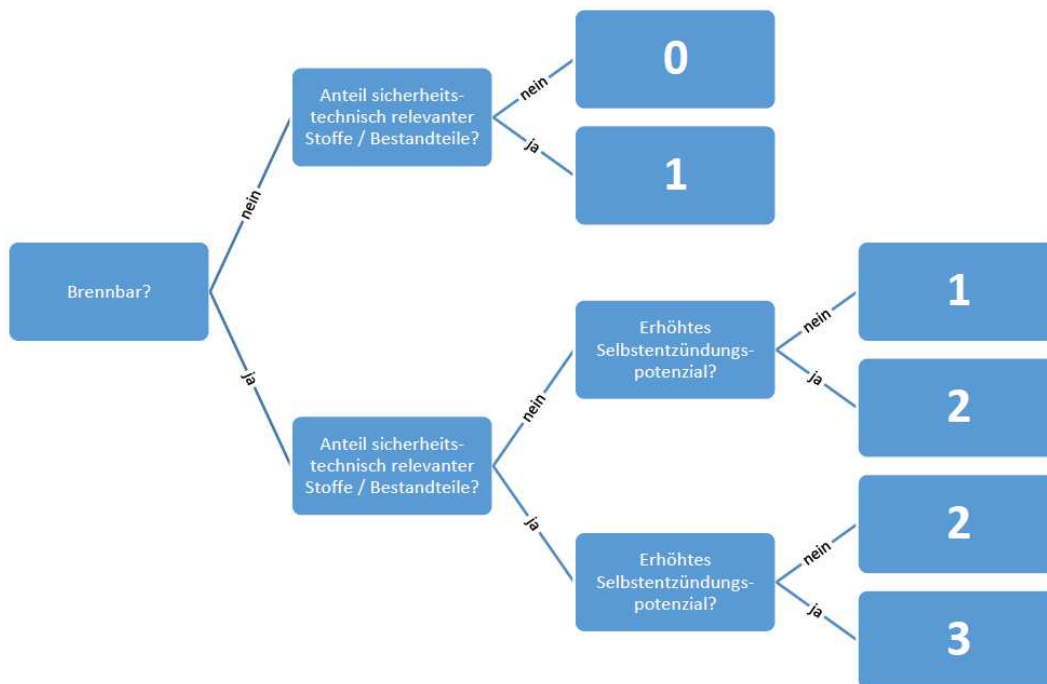 Brennbar?
nein
ja
Anteil sicherheits-
technisch relevanter
Stoffe / Bestandteile?
nein
ja
0
1
Anteil sicherheits-
technisch relevanter
Stoffe / Bestandteile?
nein
ja
Erhöhtes
Selbstentzündungs-
potenzial?
nein
ja
1
2
Erhöhtes
Selbstentzündungs-
potenzial?
nein
ja
2
3